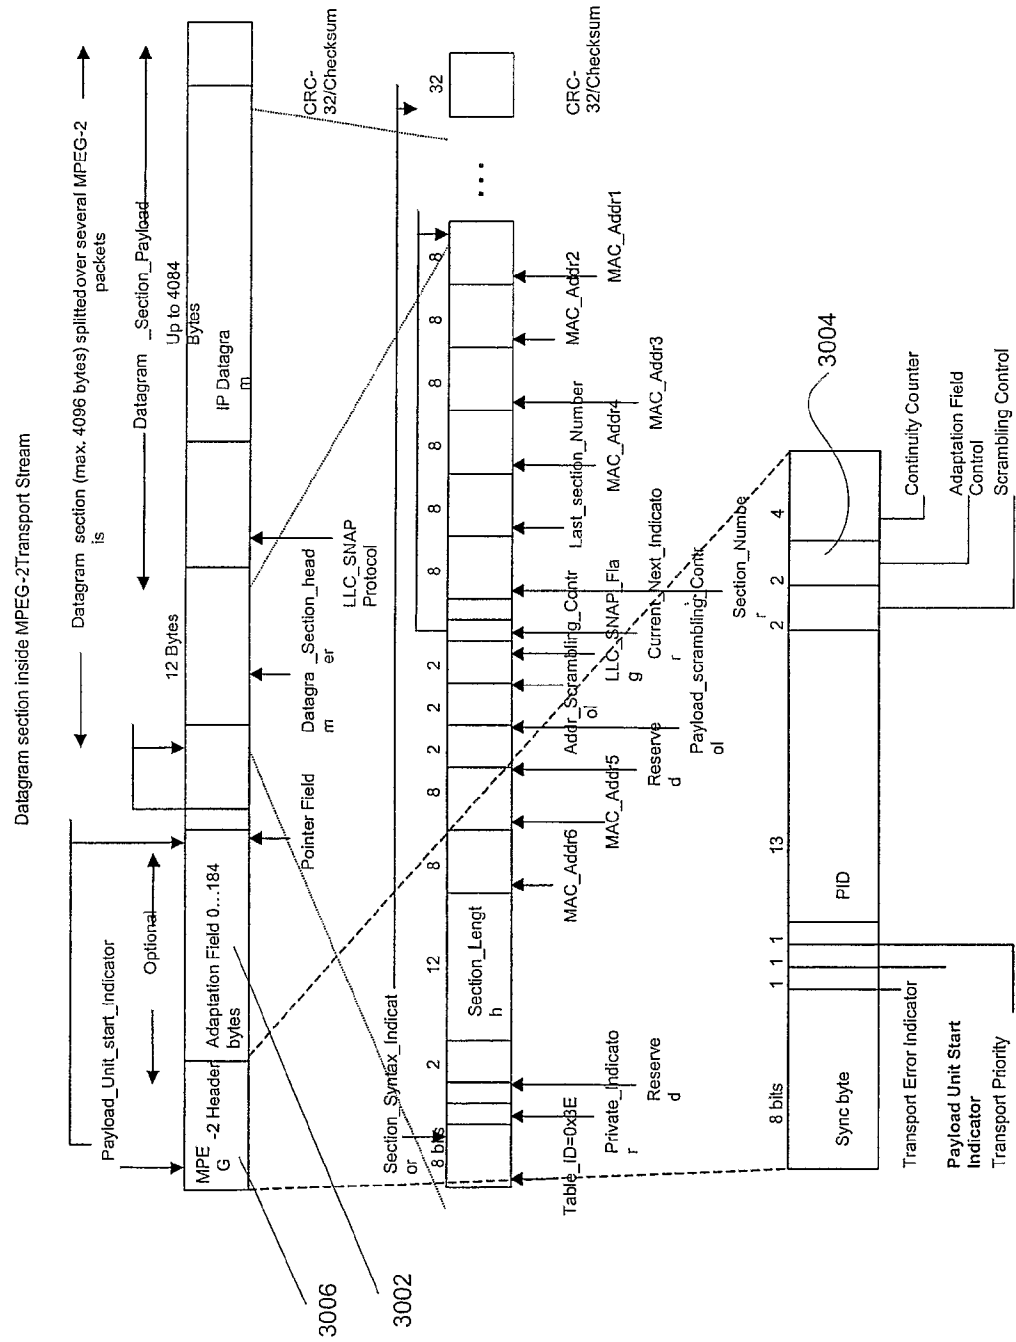 Datagram section inside MPEG-2Transport Stream
Datagram section (max. 4096 bytes) splitted over several MPEG-2
is packets
Payload_Unit_start_Indicator
Optional
Datagram _Section_Payload
12 Bytes
Up to 4084
Bytes
MPE -2 Header
G
Adaptation Field 0...184
bytes
IP Datagra
m
Pointer Field
Datagra _Section_head
m er
LLC_SNAP
Protocol
CRC-
32/Checksum
3006
3002
Section_Syntax_Indicat
or
8 bits 2 12 8 8 2 2 2 8 8 8 8 8 8 32
Section_Lengt
h
...
Table_ID=0x3E
Private_Indicato
r
Reserve
d
MAC_Addr6
MAC_Addr5
Reserve
d
Payload_scrambling_Contr
ol
Addr_Scrambling_Contr
ol
LLC_SNAP_Fla
g
Current_Next_Indicato
r
Section_Numbe
r
Last_section_Number
MAC_Addr4
MAC_Addr3
MAC_Addr2
MAC_Addr1
CRC-
32/Checksum
8 bits 1 1 1 13 2 2 4
Sync byte
PID
3004
Transport Error Indicator
Payload Unit Start
Indicator
Transport Priority
Continuity Counter
Adaptation Field
Control
Scrambling Control